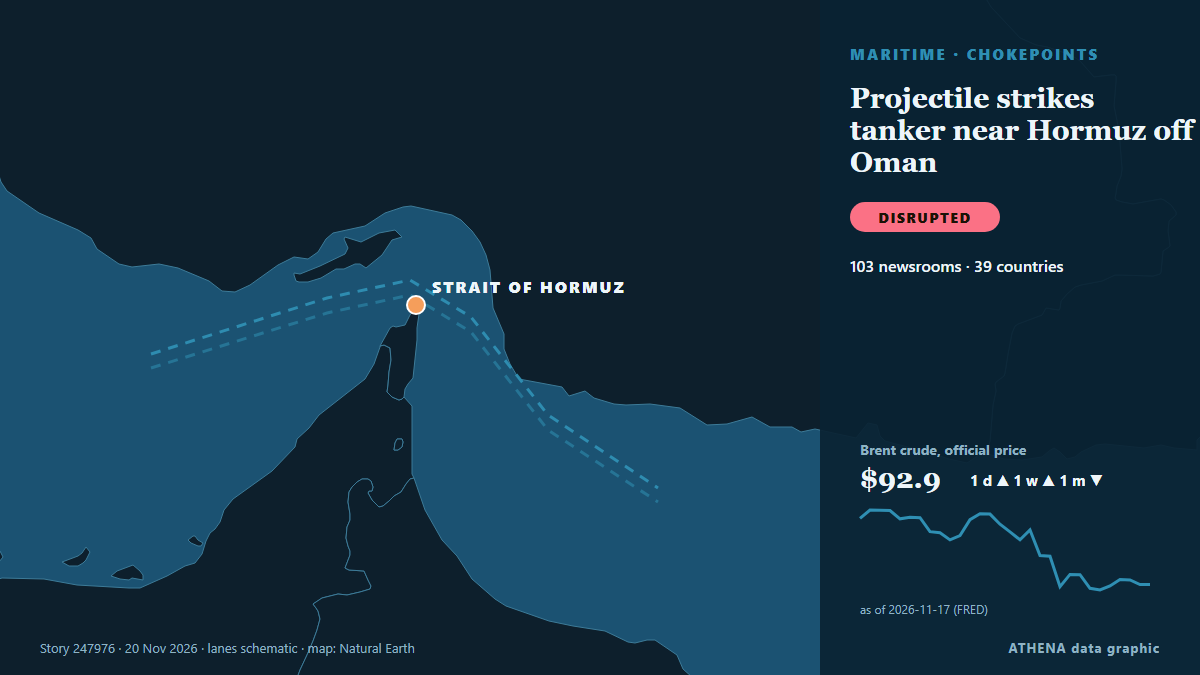 MARITIME · CHOKEPOINTS
Projectile strikes
tanker near Hormuz off
Oman
DISRUPTED
103 newsrooms · 39 countries
STRAIT OF HORMUZ
Brent crude, official price
$92.9 1 d ▲ 1 w ▲ 1 m ▼
as of 2026-11-17 (FRED)
Story 247976 · 20 Nov 2026 · lanes schematic · map: Natural Earth
ATHENA data graphic